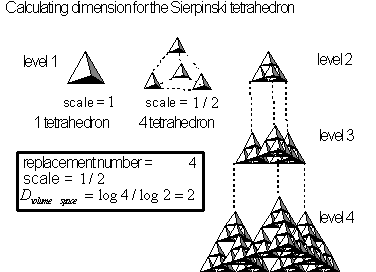 Calculating dimension for the Sierpinski tetrahedron
level 1
scale = 1
1 tetrahedron
scale = 1 / 2
4 tetrahedron
level 2
level 3
level 4
replacement number = 4
scale = 1 / 2
D volume space = log 4 / log 2 = 2